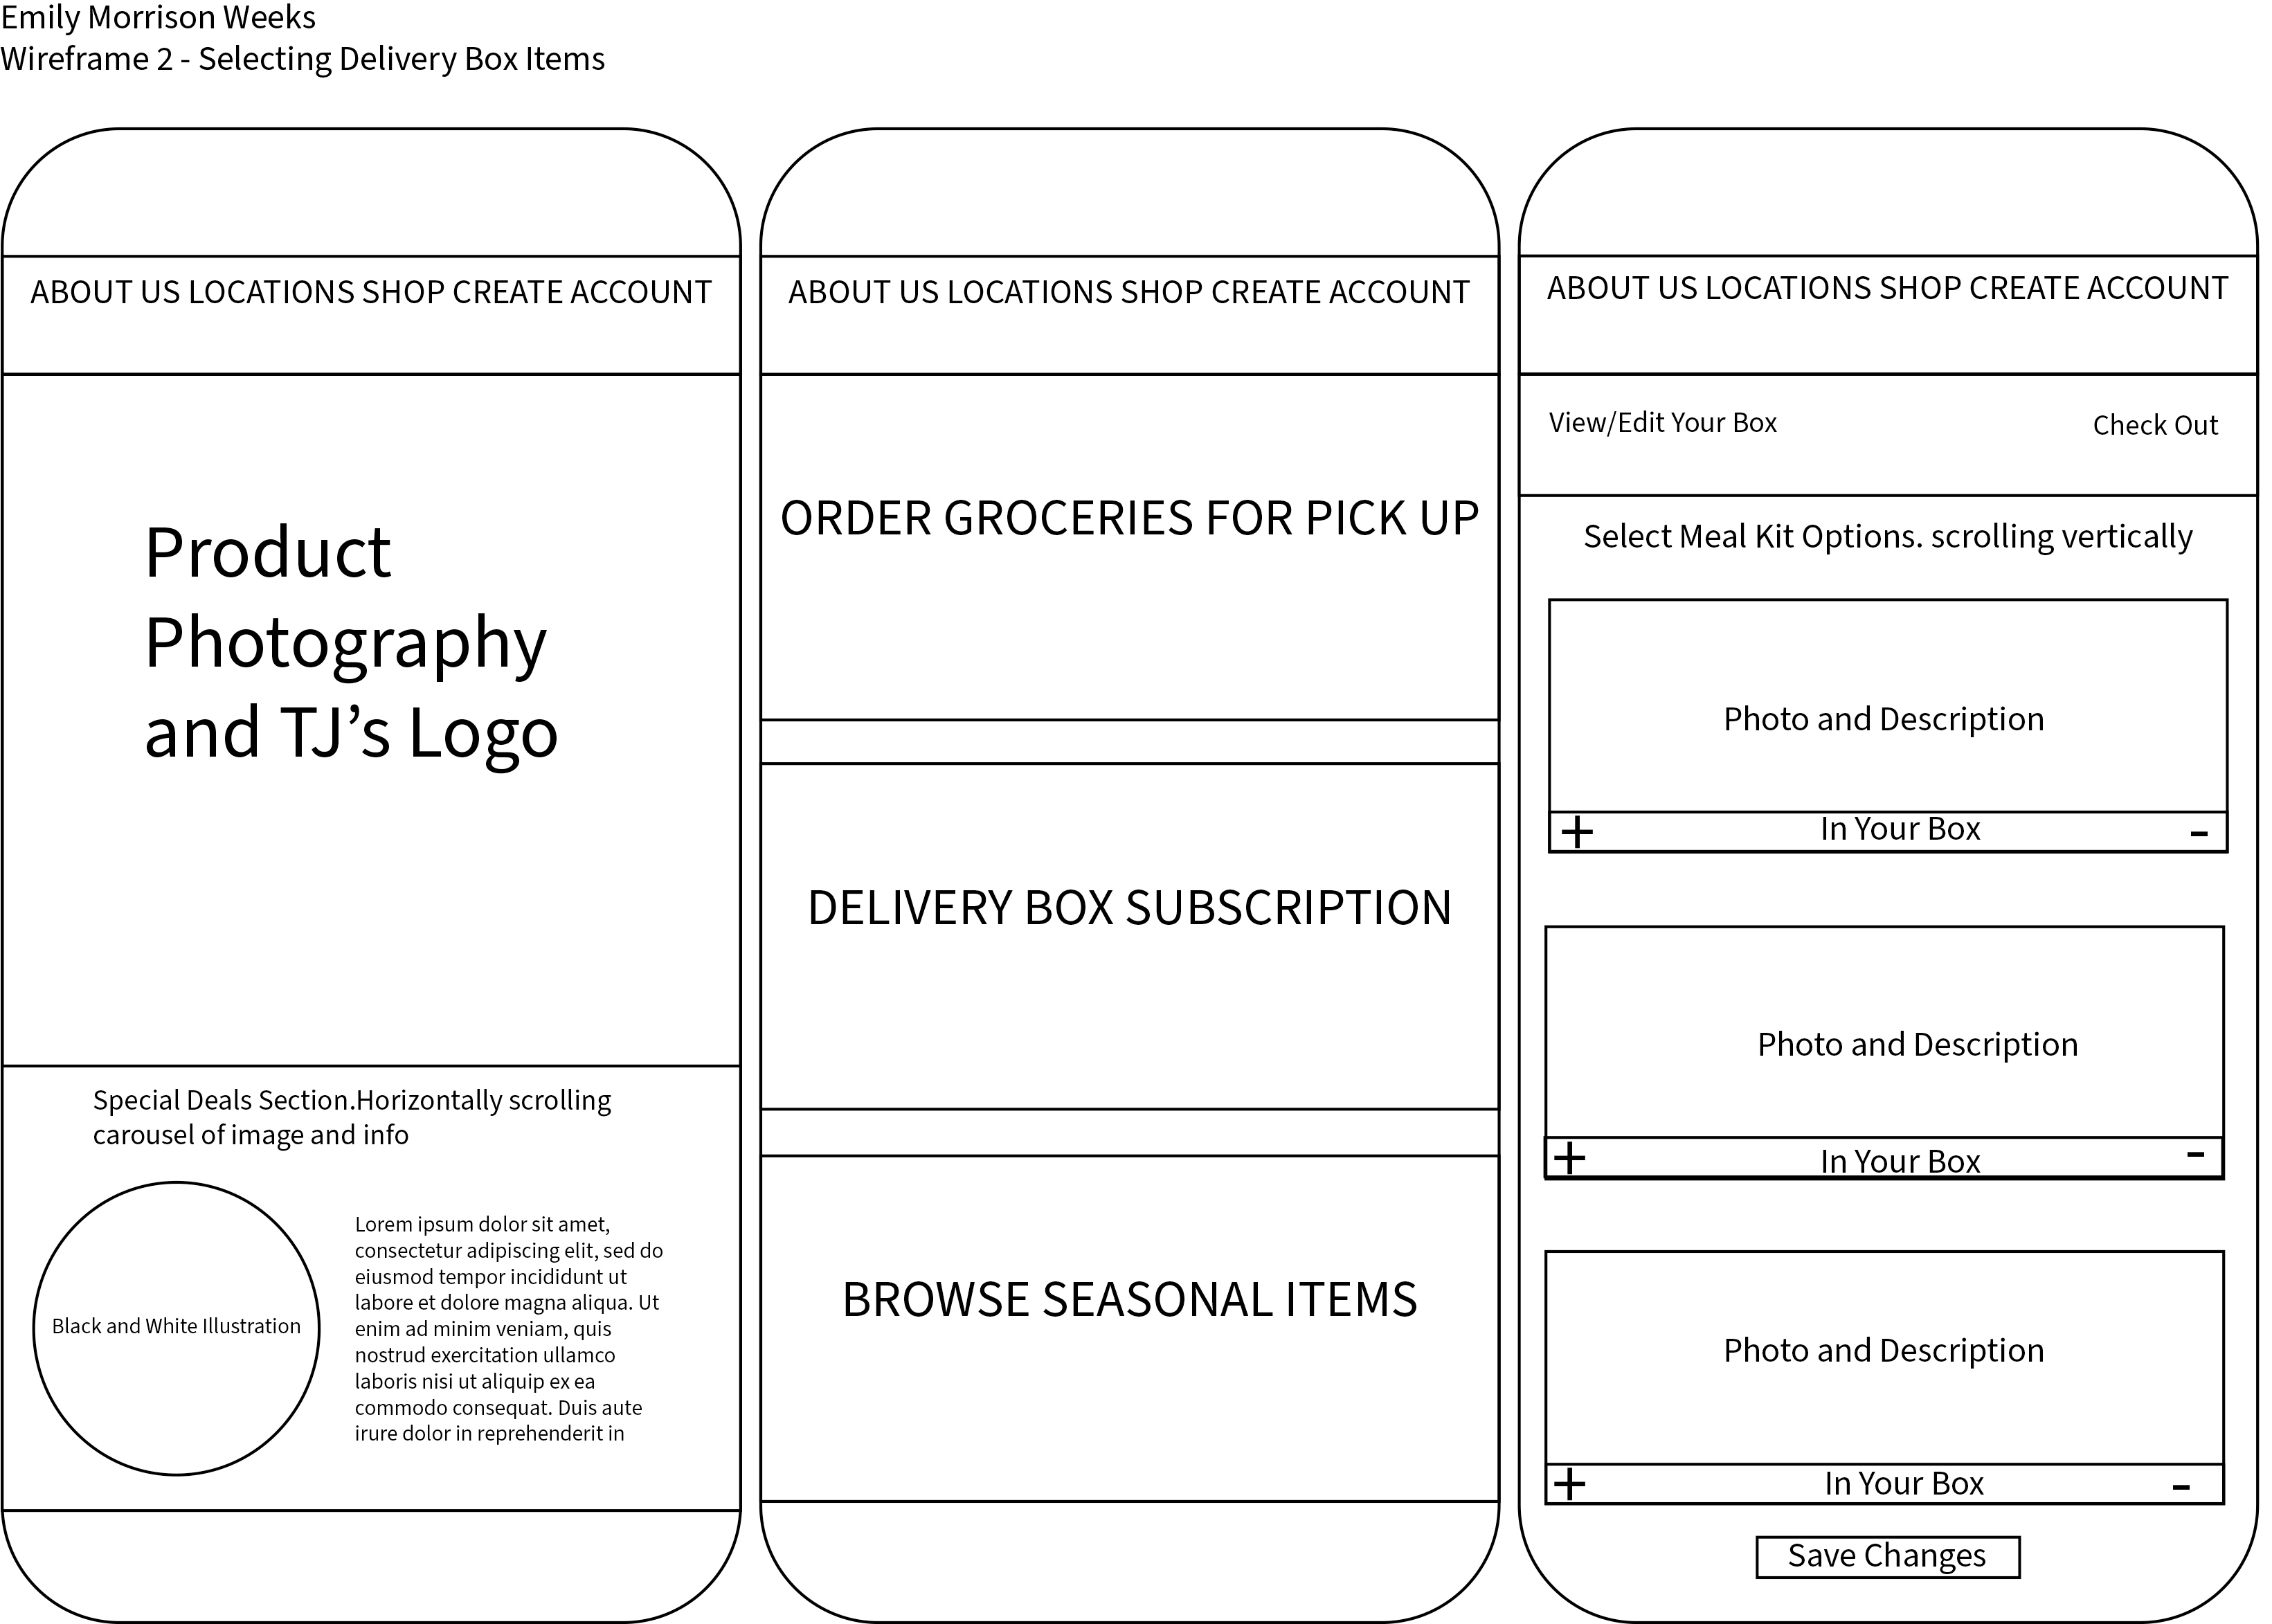 Emily Morrison Weeks
Wireframe 2 - Selecting Delivery Box Items
ABOUT US LOCATIONS SHOP CREATE ACCOUNT
Product
Photography
and TJ’s Logo
Special Deals Section.Horizontally scrolling
carousel of image and info
Black and White Illustration
Lorem ipsum dolor sit amet,
consectetur adipiscing elit, sed do
eiusmod tempor incididunt ut
labore et dolore magna aliqua. Ut
enim ad minim veniam, quis
nostrud exercitation ullamco
laboris nisi ut aliquip ex ea
commodo consequat. Duis aute
irure dolor in reprehenderit in
ABOUT US LOCATIONS SHOP CREATE ACCOUNT
ORDER GROCERIES FOR PICK UP
DELIVERY BOX SUBSCRIPTION
BROWSE SEASONAL ITEMS
ABOUT US LOCATIONS SHOP CREATE ACCOUNT
View/Edit Your Box
Check Out
Select Meal Kit Options. scrolling vertically
Photo and Description
+ In Your Box -
Photo and Description
+ In Your Box -
Photo and Description
+ In Your Box -
Save Changes